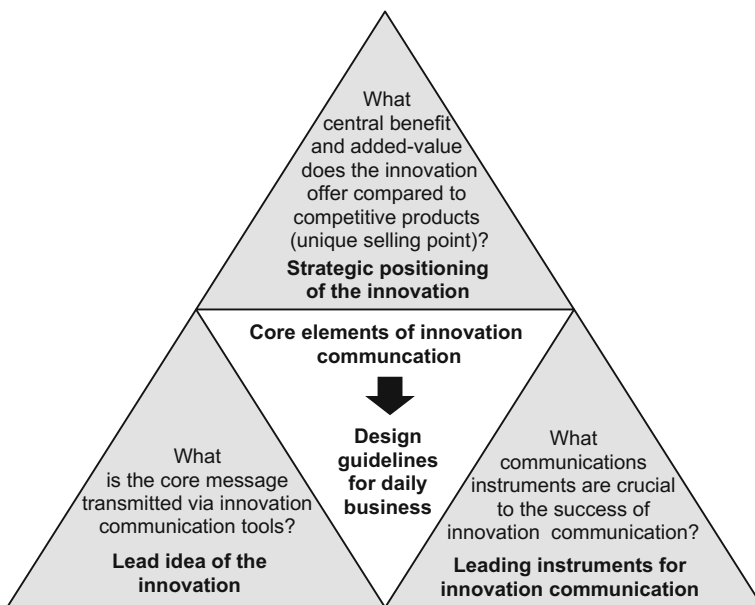 What
central benefit
and added-value
does the innovation
offer compared to
competitive products
(unique selling point)?
Strategic positioning
of the innovation
Core elements of innovation
communcation
Design
guidelines
for daily
business
What
is the core message
transmitted via innovation
communication tools?
Lead idea of the
innovation
What
communications
instruments are crucial
to the success of
innovation communication?
Leading instruments for
innovation communication